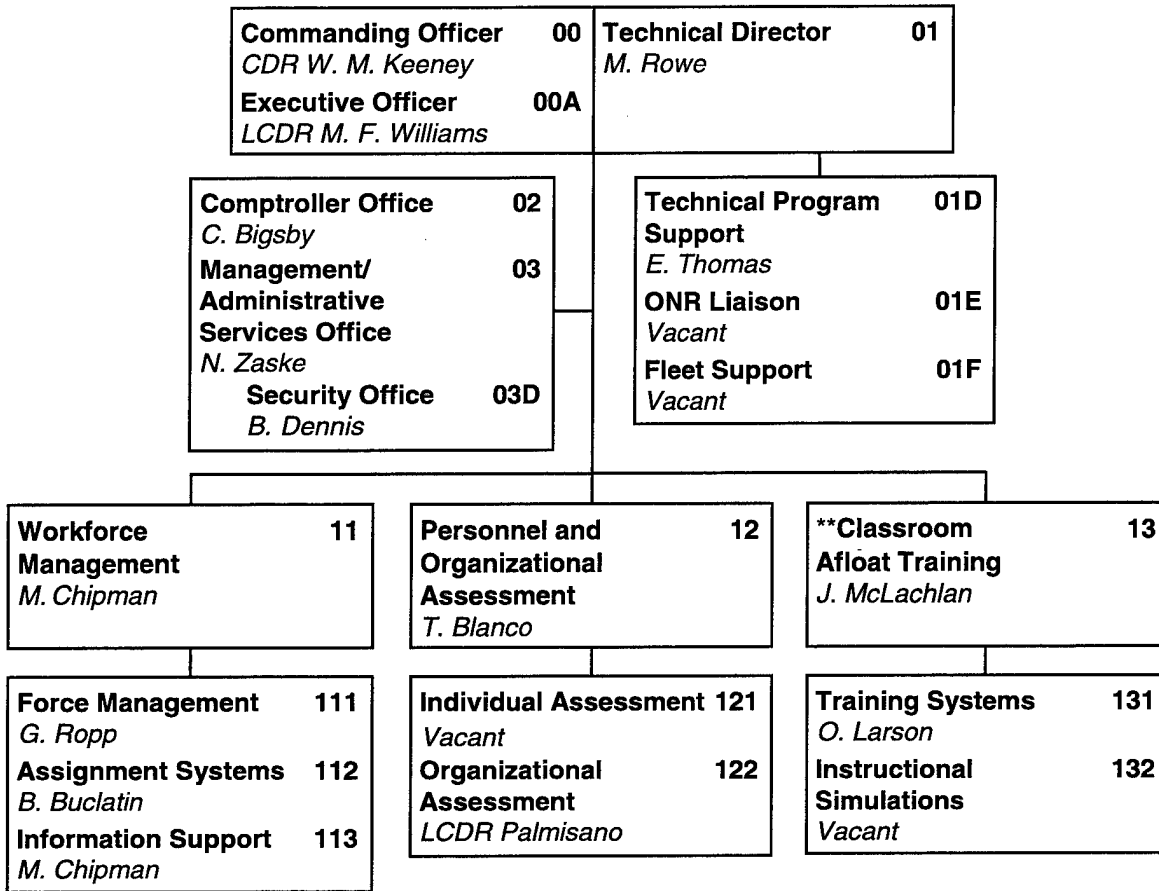 Commanding Officer 00
CDR W. M. Keeney
Executive Officer 00A
LCDR M. F. Williams
Technical Director 01
M. Rowe
Comptroller Office 02
C. Bigsby
Management/ 03
Administrative
Services Office
N. Zaske
Security Office 03D
B. Dennis
Technical Program 01D
Support
E. Thomas
ONR Liaison 01E
Vacant
Fleet Support 01F
Vacant
Workforce 11
Management
M. Chipman
Personnel and 12
Organizational
Assessment
T. Blanco
**Classroom 13
Afloat Training
J. McLachlan
Force Management 111
G. Ropp
Assignment Systems 112
B. Buclatin
Information Support 113
M. Chipman
Individual Assessment 121
Vacant
Organizational 122
Assessment
LCDR Palmisano
Training Systems 131
O. Larson
Instructional 132
Simulations
Vacant